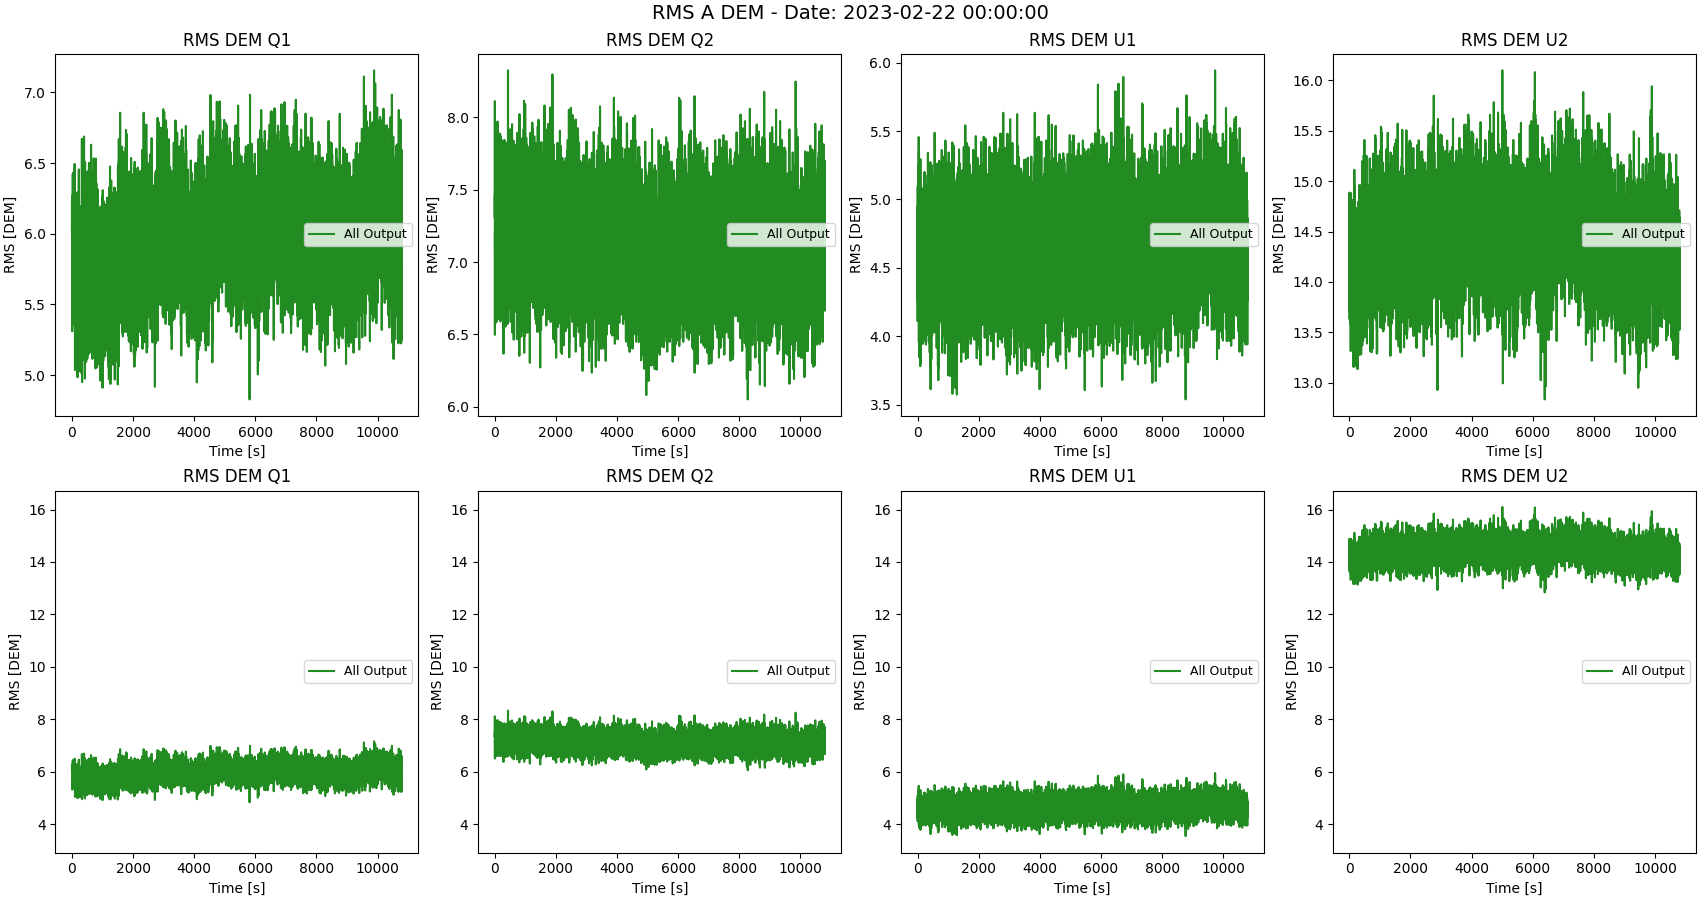 RMS A DEM - Date: 2023-02-22 00:00:00
RMS DEM Q1
RMS [DEM]
7.0
6.5
6.0
5.5
5.0
All Output
0 2000 4000 6000 8000 10000
Time [s]
RMS DEM Q2
RMS [DEM]
8.0
7.5
7.0
6.5
6.0
All Output
0 2000 4000 6000 8000 10000
Time [s]
RMS DEM U1
RMS [DEM]
6.0
5.5
5.0
4.5
4.0
3.5
All Output
0 2000 4000 6000 8000 10000
Time [s]
RMS DEM U2
RMS [DEM]
16.0
15.5
15.0
14.5
14.0
13.5
13.0
All Output
0 2000 4000 6000 8000 10000
Time [s]
RMS DEM Q1
RMS [DEM]
16
14
12
10
8
6
4
All Output
0 2000 4000 6000 8000 10000
Time [s]
RMS DEM Q2
RMS [DEM]
16
14
12
10
8
6
4
All Output
0 2000 4000 6000 8000 10000
Time [s]
RMS DEM U1
RMS [DEM]
16
14
12
10
8
6
4
All Output
0 2000 4000 6000 8000 10000
Time [s]
RMS DEM U2
RMS [DEM]
16
14
12
10
8
6
4
All Output
0 2000 4000 6000 8000 10000
Time [s]